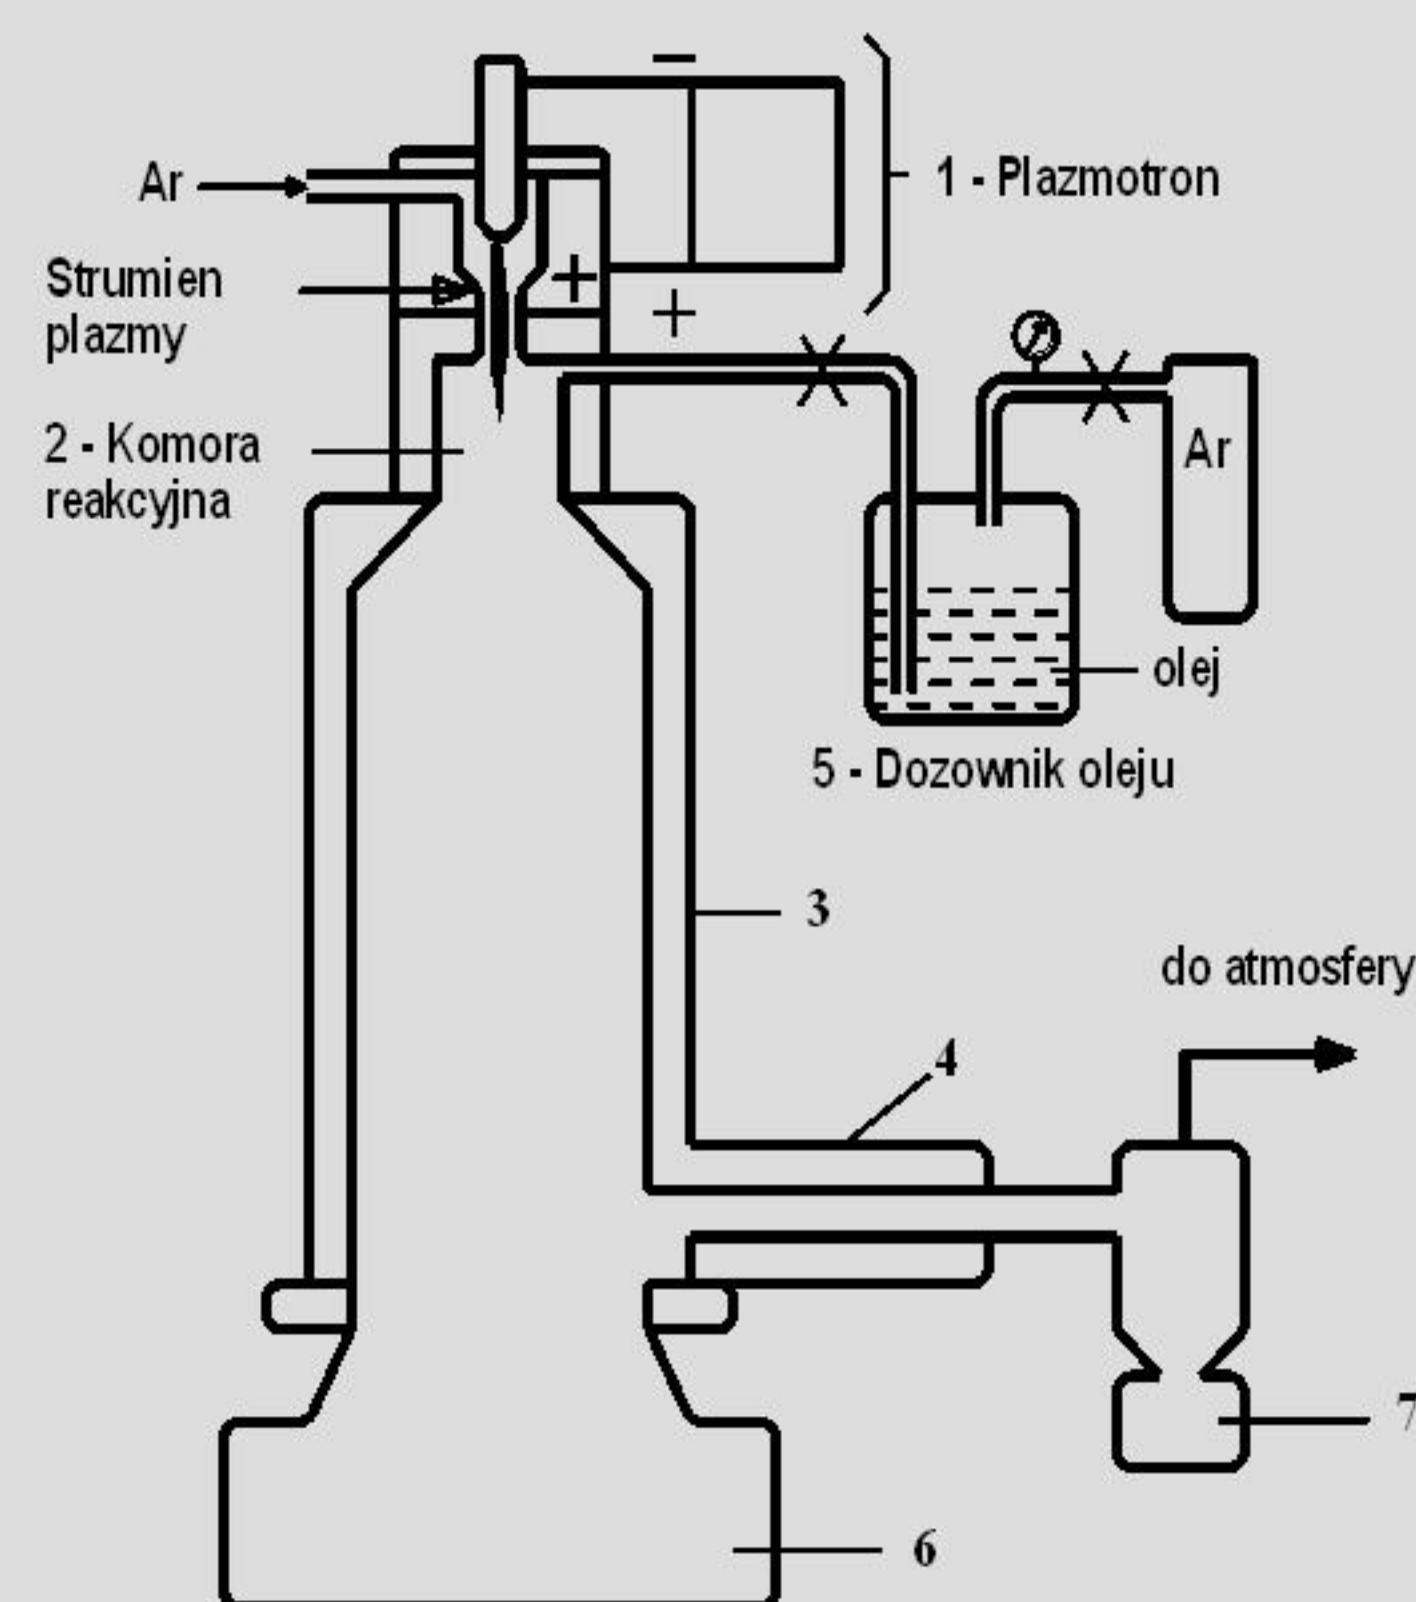 1 - Plazmotron
Ar
Strumien
plazmy
2 - Komora
reakcyjna
Ar
olej
5 - Dozownik oleju
3
do atmosfery
4
7
6